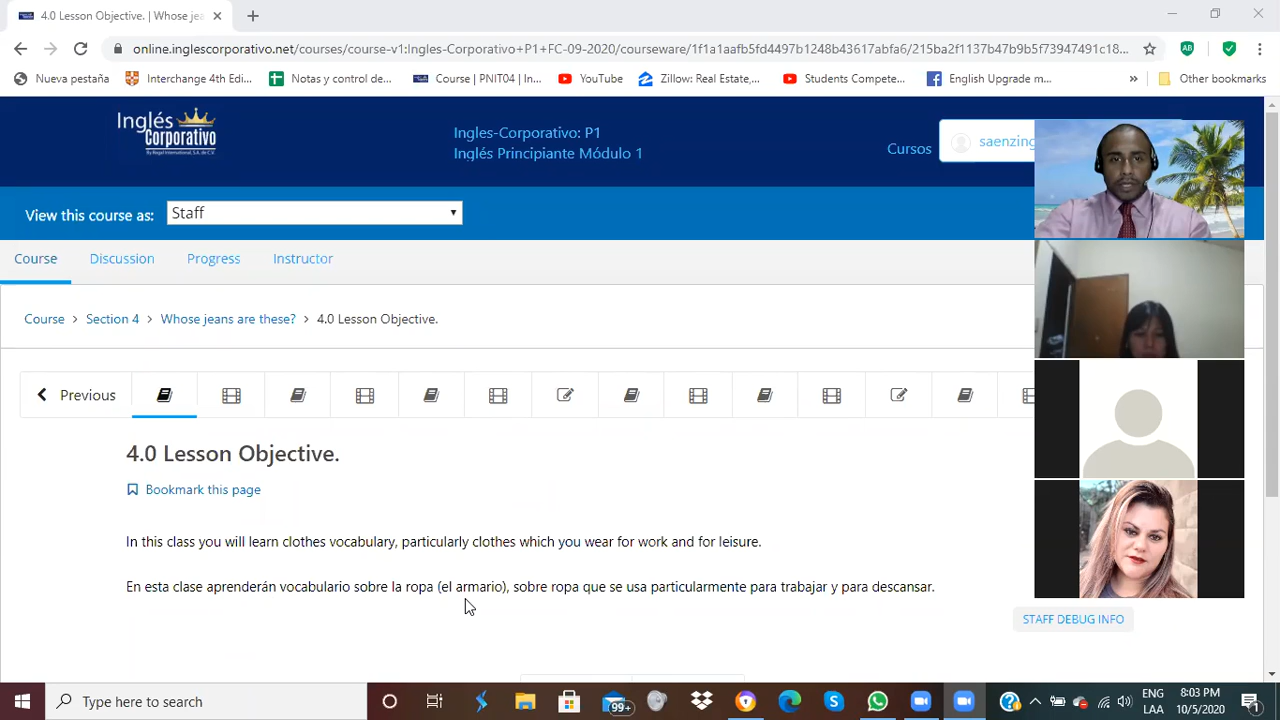 4.0 Lesson Objective. | Whose jea
online.inglescorporativo.net/courses/course-v1:Ingles-Corporativo+P1+FC-09-2020/courseware/1f1a1aafb5fd4497b1248b43617abfa6/215ba2f1137b47b9b5f73947491c18...
Nueva pestaña
Interchange 4th Edi...
Notas y control de...
Course | PNIT04 | In...
YouTube
Zillow: Real Estate,...
Students Compete...
English Upgrade m...
»
Other bookmarks
Inglés
Corporativo
By Regal International, S.A. de C.V.
Ingles-Corporativo: P1
Inglés Principiante Módulo 1
Cursos
saenzing
View this course as:
Staff
Course
Discussion
Progress
Instructor
Course > Section 4 > Whose jeans are these? > 4.0 Lesson Objective.
Previous
4.0 Lesson Objective.
Bookmark this page
In this class you will learn clothes vocabulary, particularly clothes which you wear for work and for leisure.
En esta clase aprenderán vocabulario sobre la ropa (el armario), sobre ropa que se usa particularmente para trabajar y para descansar.
STAFF DEBUG INFO
Type here to search
99+
ENG
LAA
8:03 PM
10/5/2020
1